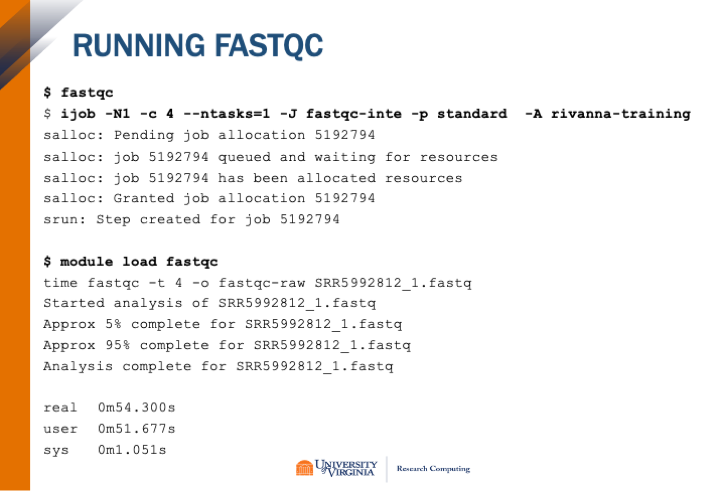 RUNNING FASTQC
$ fastqc
$ ijob -N1 -c 4 --ntasks=1 -J fastqc-inte -p standard  -A rivanna-training
salloc: Pending job allocation 5192794
salloc: job 5192794 queued and waiting for resources
salloc: job 5192794 has been allocated resources
salloc: Granted job allocation 5192794
srun: Step created for job 5192794
$ module load fastqc
time fastqc -t 4 -o fastqc-raw SRR5992812_1.fastq
Started analysis of SRR5992812_1.fastq
Approx 5% complete for SRR5992812_1.fastq
Approx 95% complete for SRR5992812_1.fastq
Analysis complete for SRR5992812_1.fastq
real  0m54.300s
user  0m51.677s
sys   0m1.051s
UNIVERSITY
of VIRGINIA
Research Computing